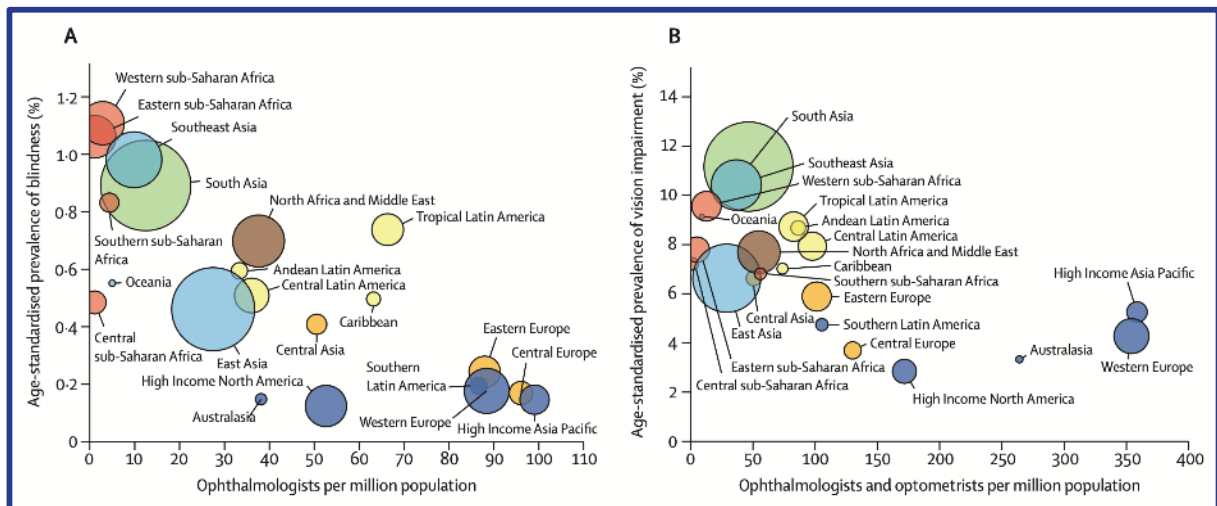 A
Age-standardised prevalence of blindness (%)
1·2
1·0
0·8
0·6
0·4
0·2
0
Western sub-Saharan Africa
Eastern sub-Saharan Africa
Southeast Asia
South Asia
North Africa and Middle East
Tropical Latin America
Southern sub-Saharan
Africa
Oceania
Andean Latin America
Central Latin America
Caribbean
Central
sub-Saharan Africa
East Asia
Central Asia
Eastern Europe
Central Europe
High Income North America
Southern
Latin America
Australasia
Western Europe
High Income Asia Pacific
0 10 20 30 40 50 60 70 80 90 100 110
Ophthalmologists per million population
B
Age-standardised prevalence of vision impairment (%)
14
12
10
8
6
4
2
0
South Asia
Southeast Asia
Western sub-Saharan Africa
Tropical Latin America
Oceania
Andean Latin America
Central Latin America
North Africa and Middle East
Caribbean
Southern sub-Saharan Africa
High Income Asia Pacific
Eastern Europe
Central Asia
East Asia
Southern Latin America
Central Europe
Australasia
Western Europe
Eastern sub-Saharan Africa
Central sub-Saharan Africa
High Income North America
0 50 100 150 200 250 300 350 400
Ophthalmologists and optometrists per million population